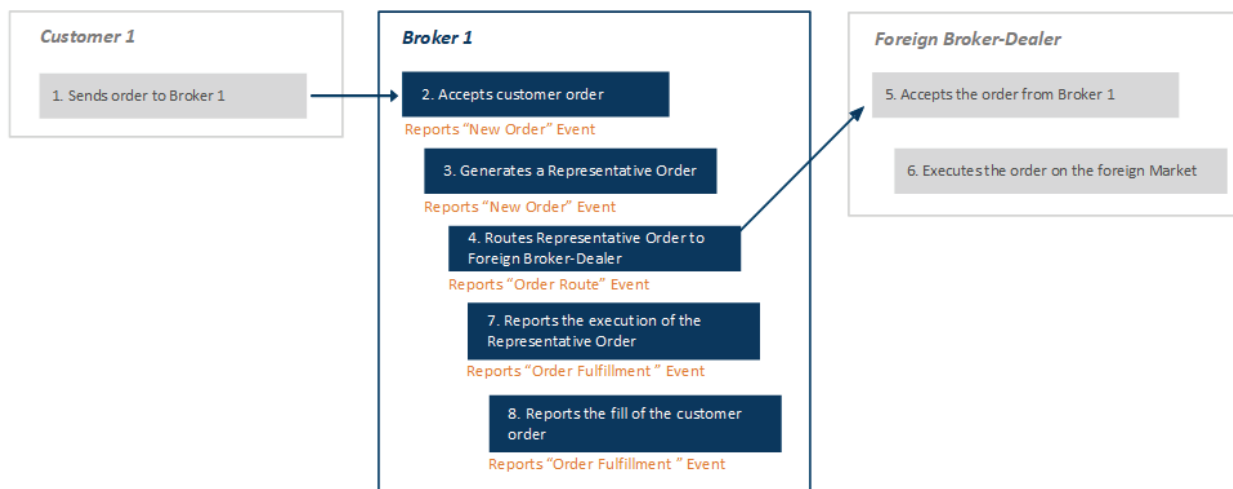 Customer 1
1. Sends order to Broker 1
Broker 1
2. Accepts customer order
Reports “New Order” Event
3. Generates a Representative Order
Reports “New Order” Event
4. Routes Representative Order to
Foreign Broker-Dealer
Reports “Order Route” Event
7. Reports the execution of the
Representative Order
Reports “Order Fulfillment ” Event
8. Reports the fill of the customer
order
Reports “Order Fulfillment ” Event
Foreign Broker-Dealer
5. Accepts the order from Broker 1
6. Executes the order on the foreign Market